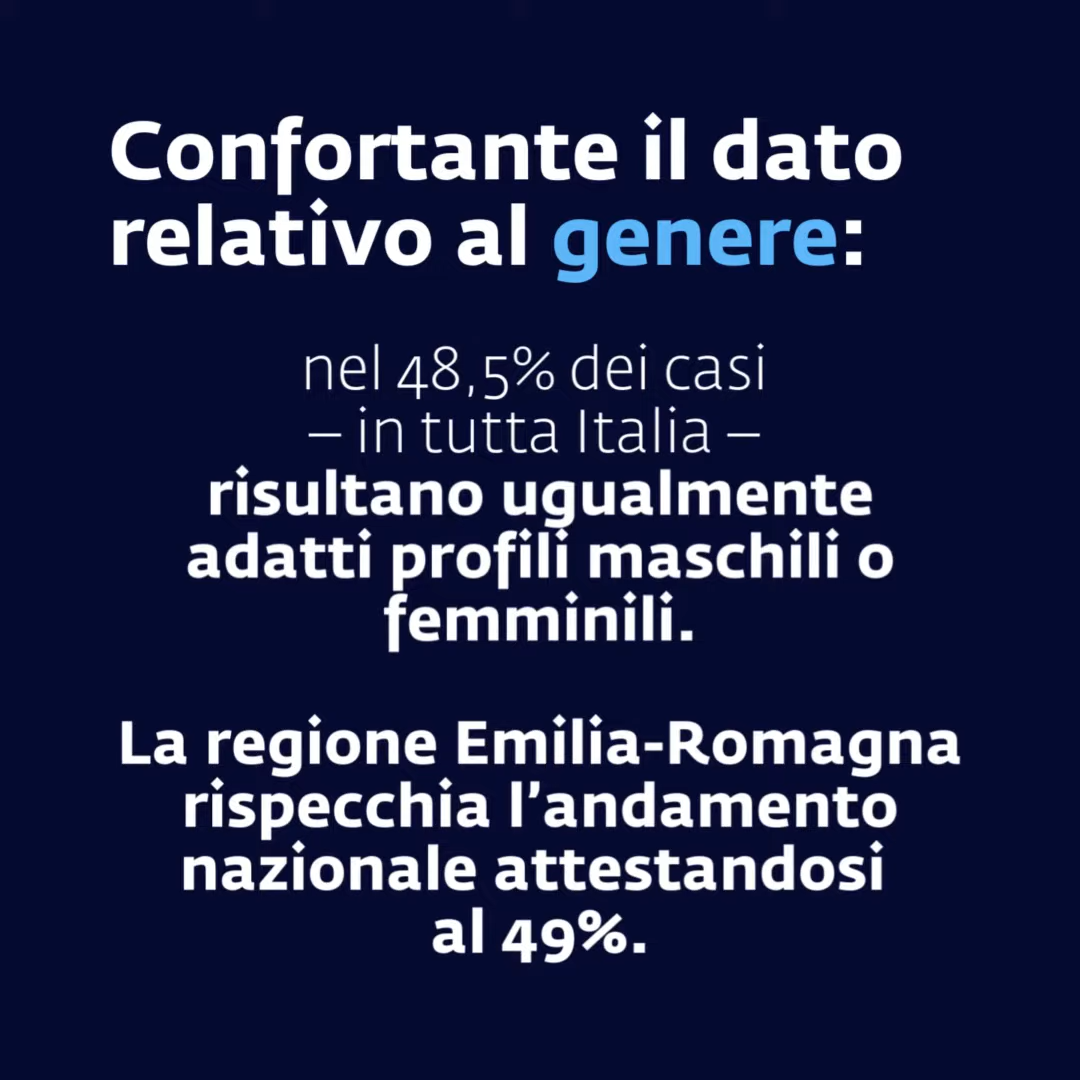 Confortante il dato
relativo al genere:
nel 48,5% dei casi
– in tutta Italia –
risultano ugualmente
adatti profili maschili o
femminili.
La regione Emilia-Romagna
rispecchia l’andamento
nazionale attestandosi
al 49%.